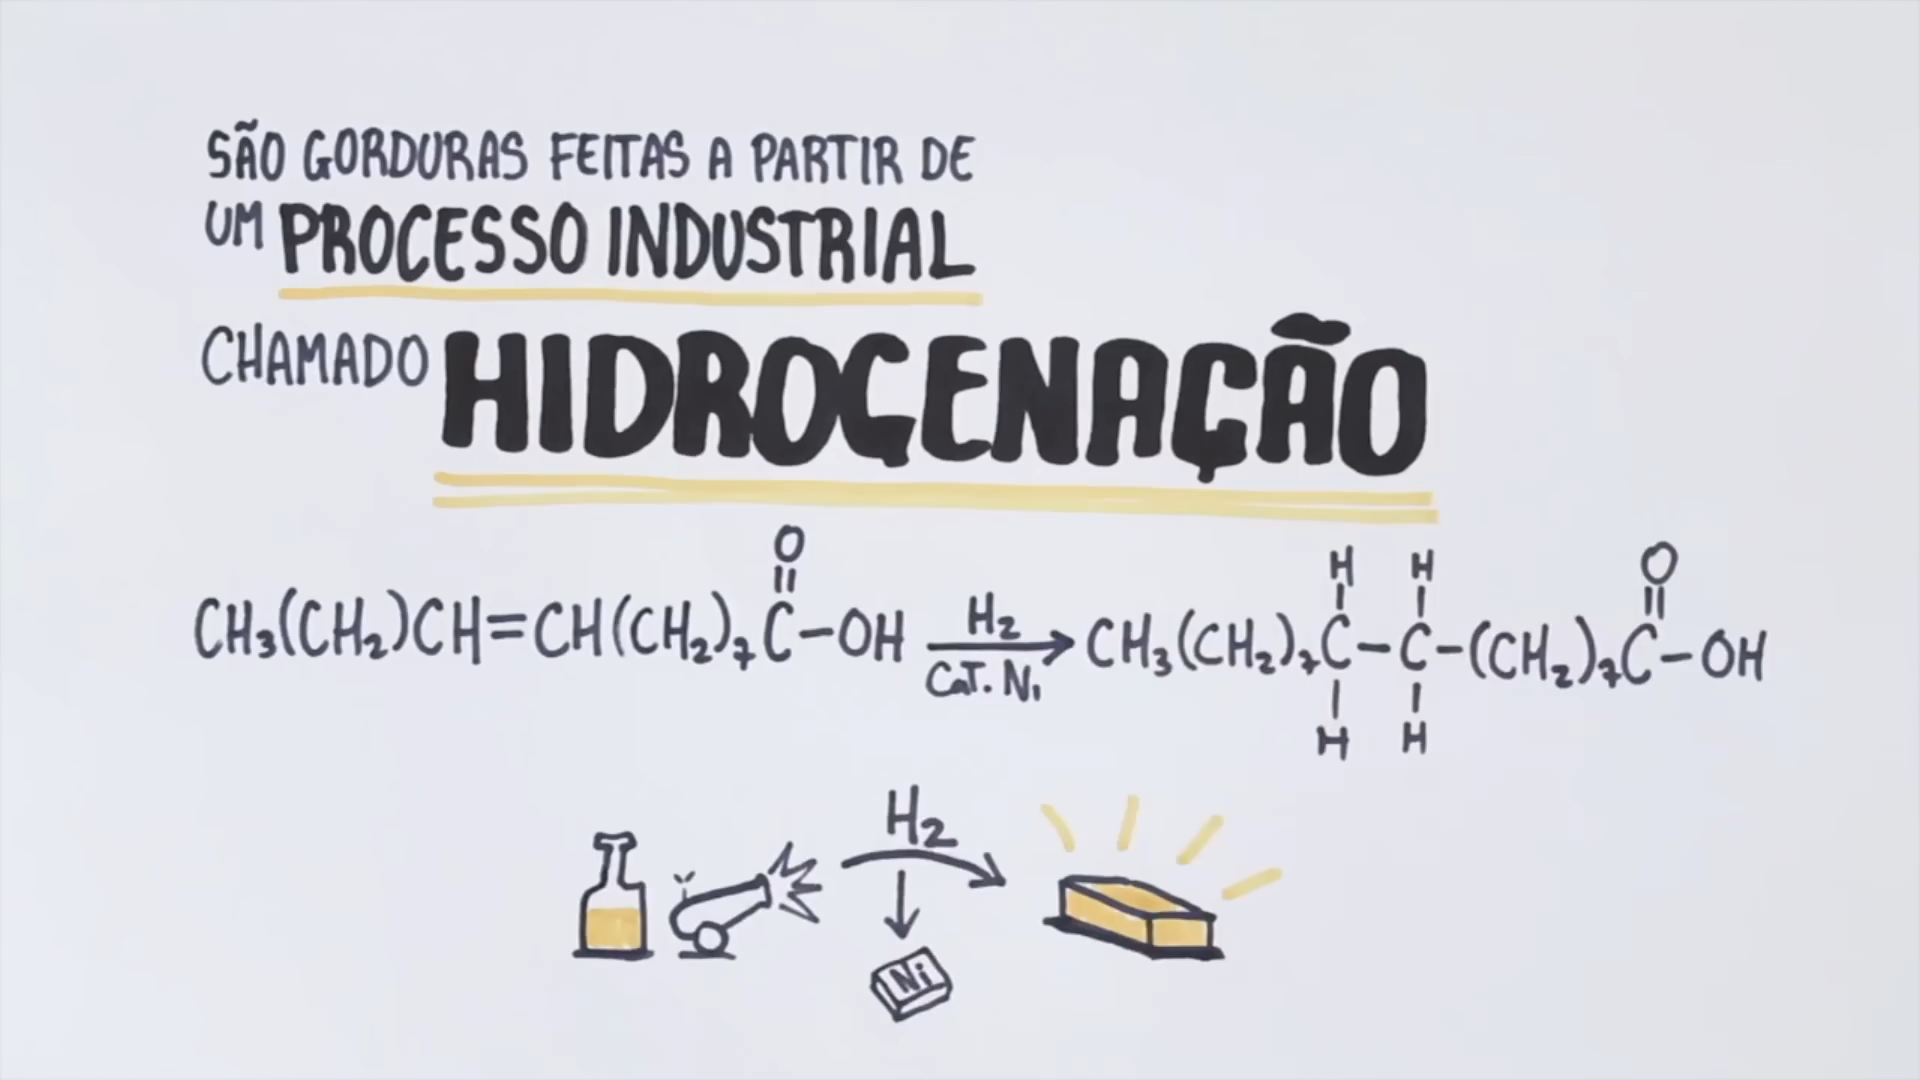 SÃO GORDURAS FEITAS A PARTIR DE
UM PROCESSO INDUSTRIAL
CHAMADO HIDROGENAÇÃO
CH₃(CH₂)CH=CH(CH₂)₇C-OH
O
H₂
CAT. Ni
CH₃(CH₂)₇C-C-(CH₂)₇C-OH
H H O
H H
H₂
Ni